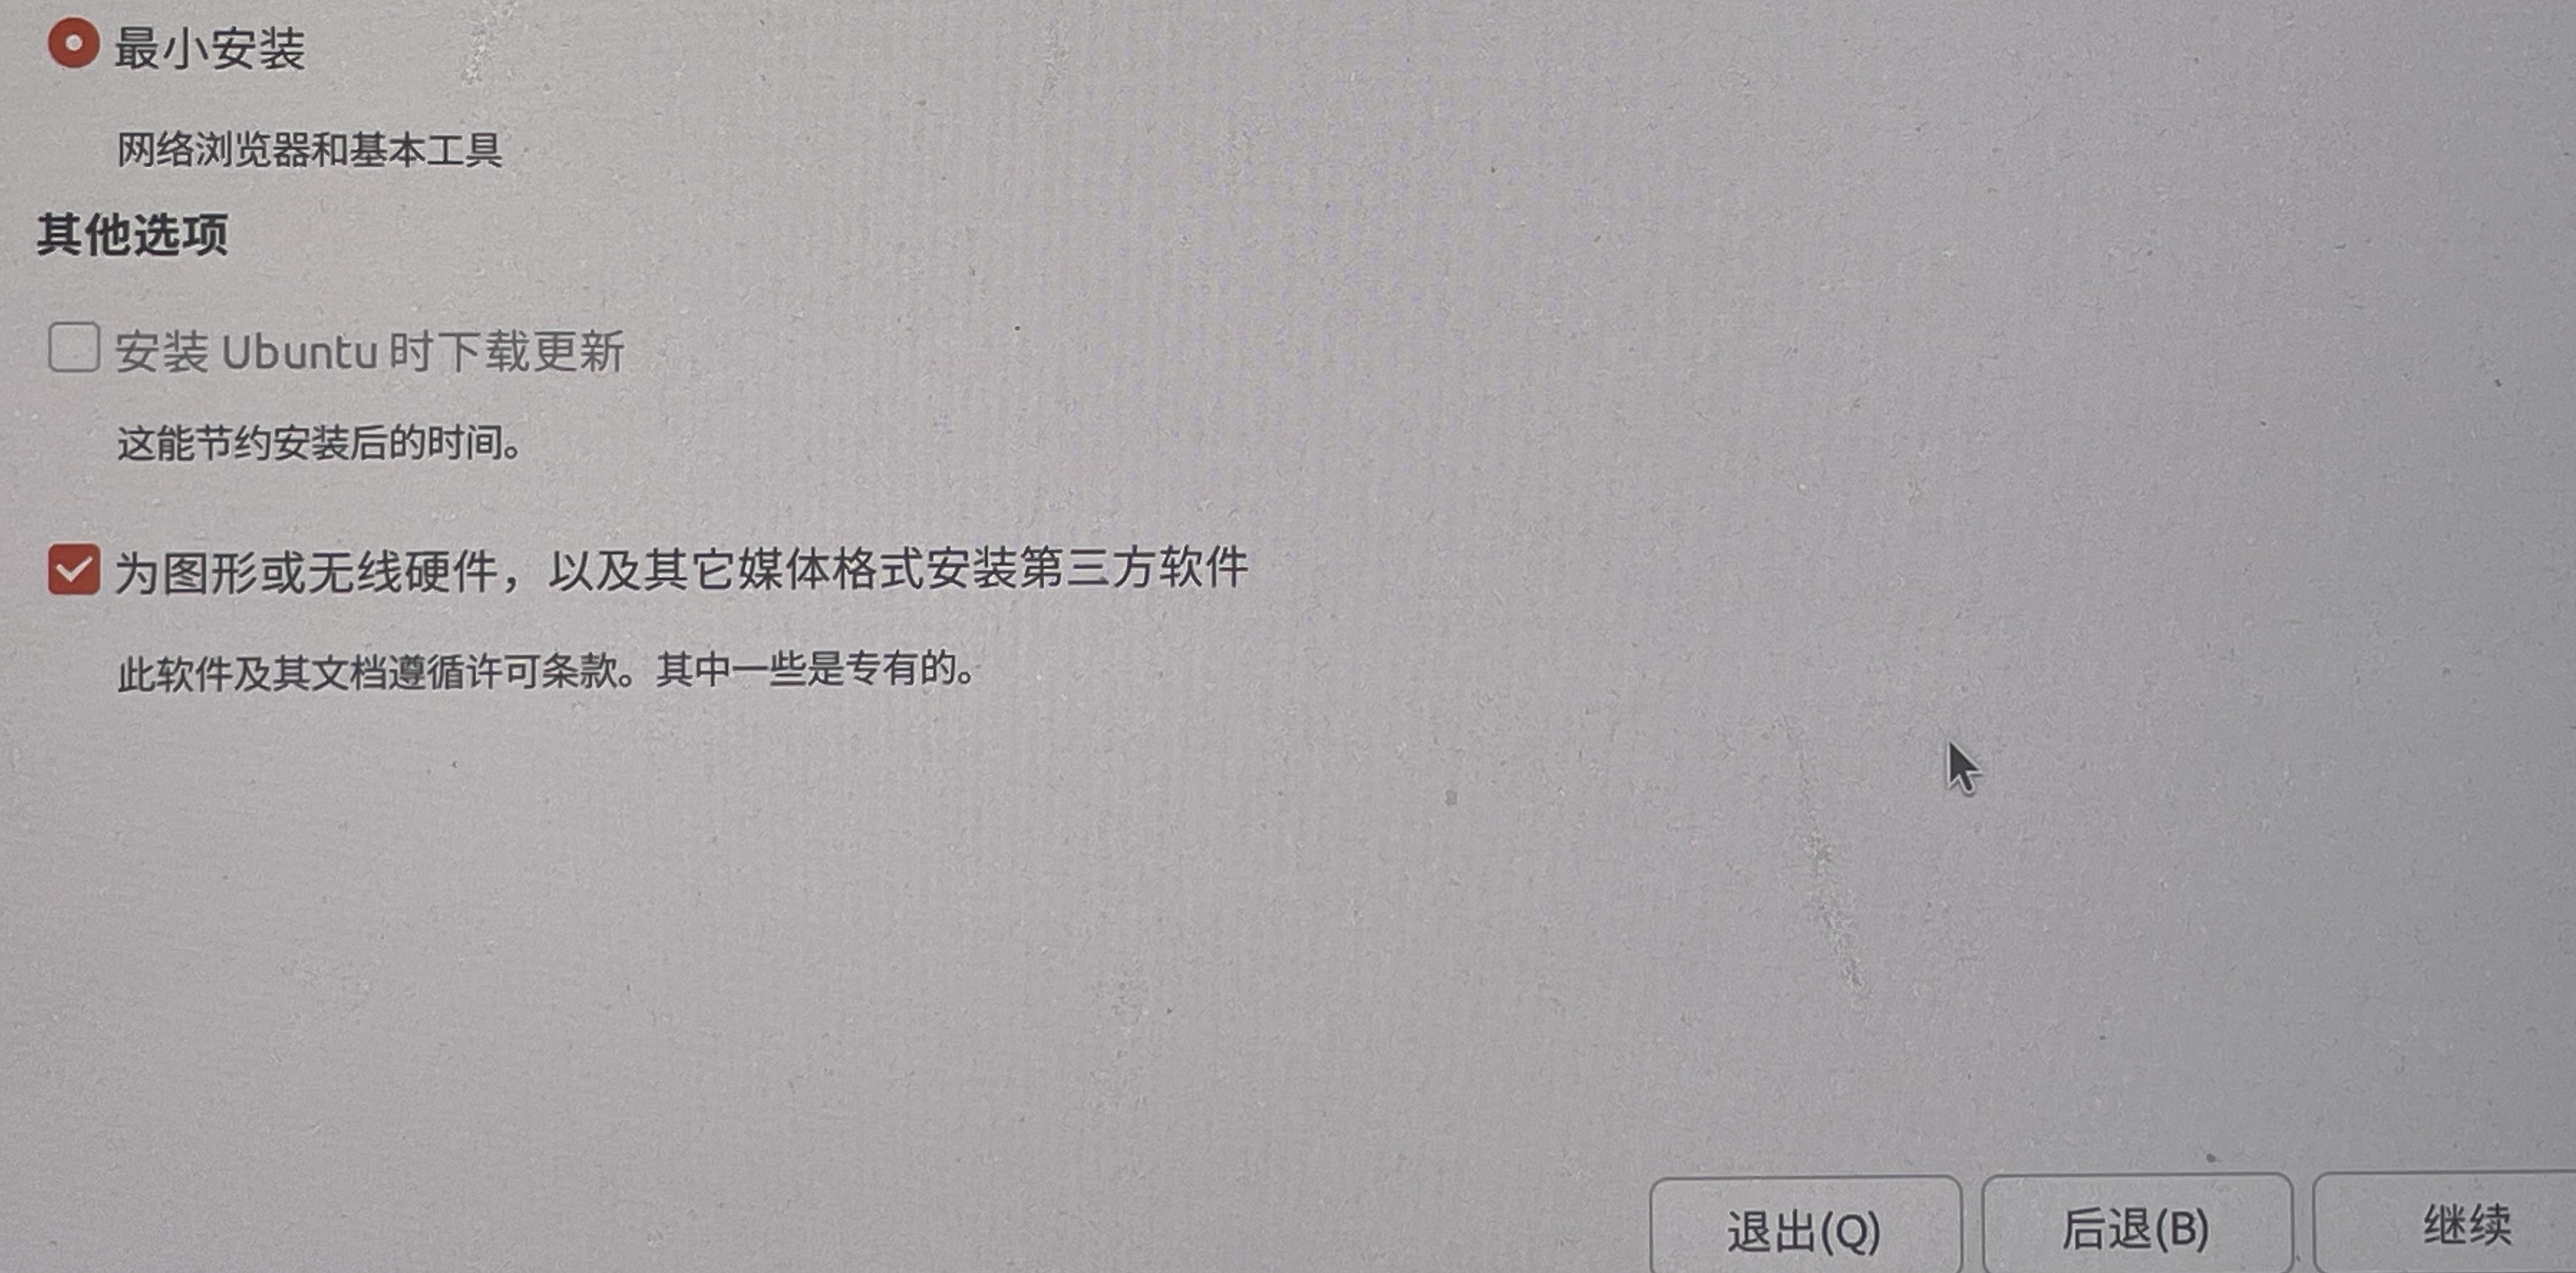 最小安装
网络浏览器和基本工具
其他选项
安装 Ubuntu 时下载更新
这能节约安装后的时间。
为图形或无线硬件，以及其它媒体格式安装第三方软件
此软件及其文档遵循许可条款。其中一些是专有的。
退出(Q) 后退(B) 继续